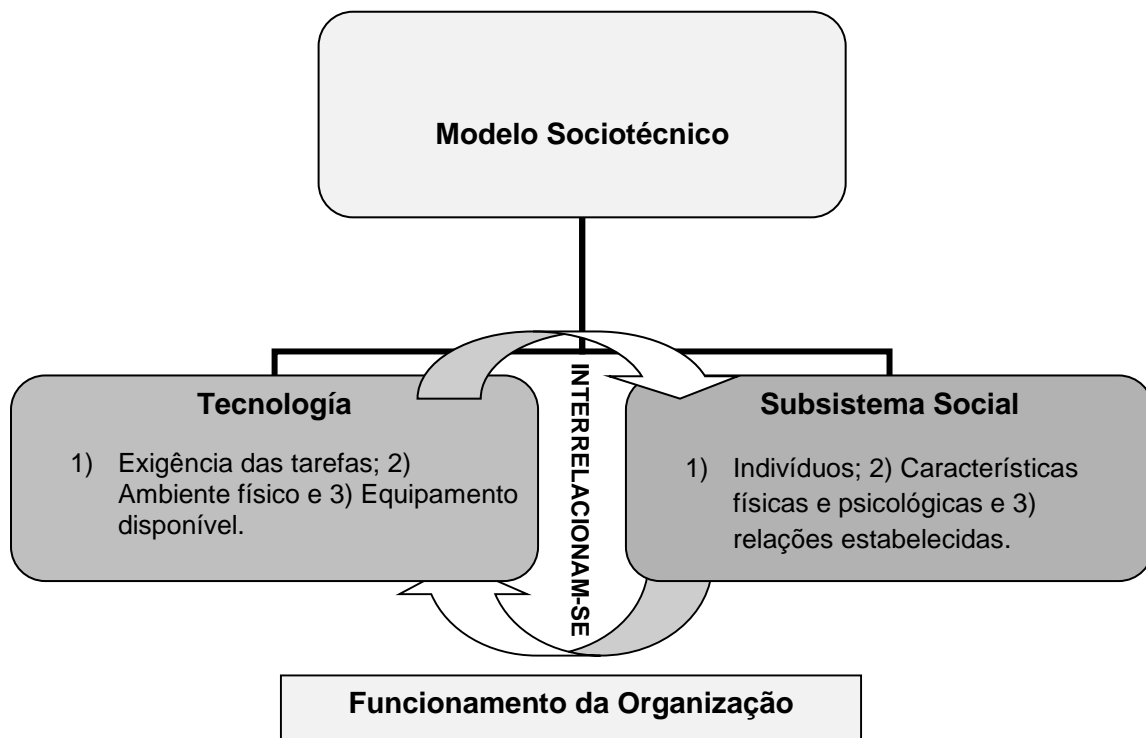 Modelo Sociotécnico
Tecnología
1) Exigência das tarefas; 2)
Ambiente físico e 3) Equipamento
disponível.
INTERRELACIONAM-SE
Subsistema Social
1) Indivíduos; 2) Características
físicas e psicológicas e 3)
relações estabelecidas.
Funcionamento da Organização